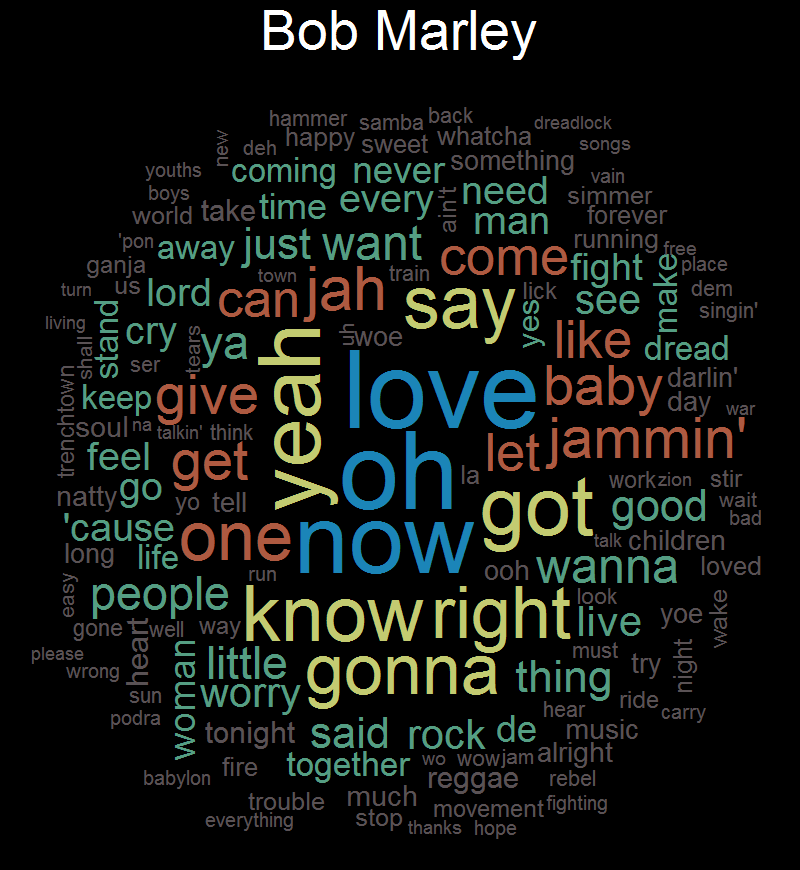 Bob Marley
hammer samba back
dreadlock
new deh happy sweet whatcha songs
youths coming never something vain
boys time every ain't need simmer
world take man forever
'pon away just want come running free
ganja town train fight place
turn us lord can jah say lick see make dem
living stand cry ya uh woe yes like singin'
shall ser tears yeah love dread
trenchtown keep give baby darlin'
soul na talkin' think day war
feel get oh let jammin'
natty go yo tell la got work zion stir
'cause one now good wait
bad
long life talk children
easy run ooh wanna loved
people know right look live yoe wake
gone well way
please heart little gonna thing must try night
wrong woman
sun worry ride
podra hear carry
tonight said rock de music
babylon fire together wo wow jam alright
reggae rebel
trouble much movement fighting
everything stop thanks hope